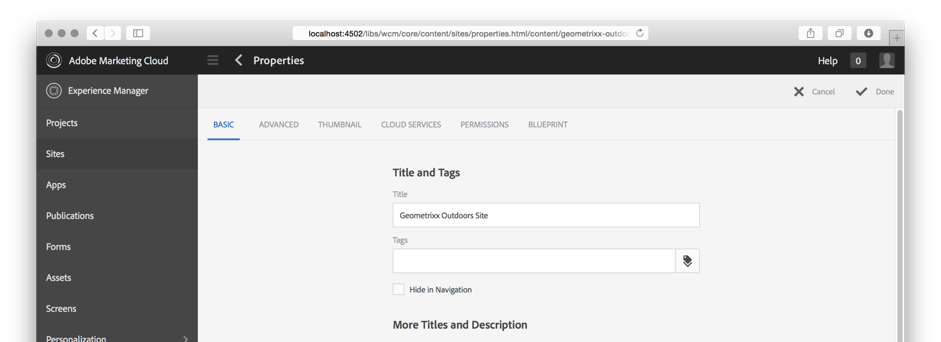 localhost:4502/libs/wcm/core/content/sites/properties.html/content/geometrixx-outdo
Adobe Marketing Cloud
Properties
Help
0
Experience Manager
Cancel
Done
Projects
Sites
Apps
Publications
Forms
Assets
Screens
Personalization
BASIC
ADVANCED
THUMBNAIL
CLOUD SERVICES
PERMISSIONS
BLUEPRINT
Title and Tags
Title
Geometrixx Outdoors Site
Tags
Hide in Navigation
More Titles and Description